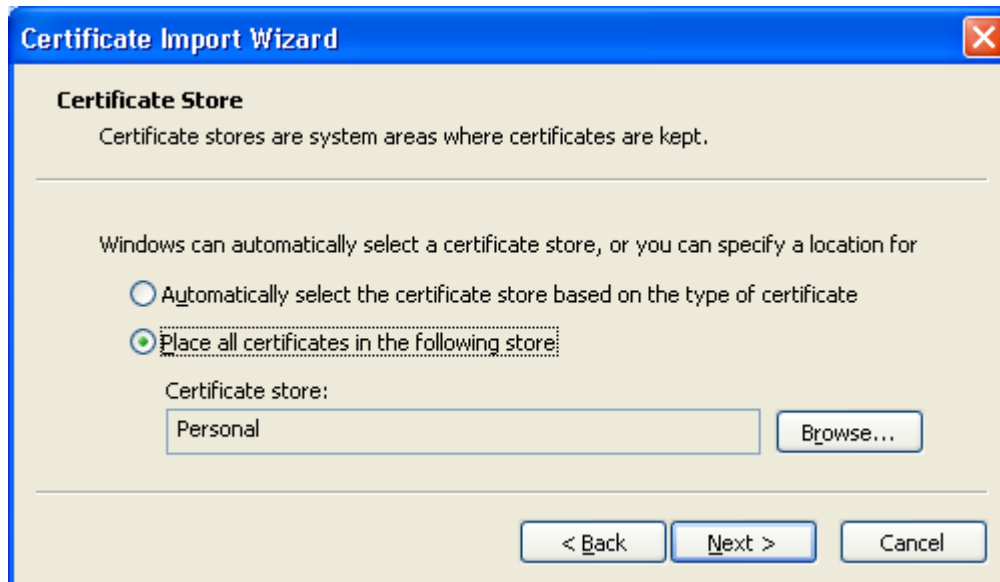 Certificate Import Wizard
Certificate Store
Certificate stores are system areas where certificates are kept.
Windows can automatically select a certificate store, or you can specify a location for
Automatically select the certificate store based on the type of certificate
Place all certificates in the following store
Certificate store:
Personal
Browse...
< Back
Next >
Cancel